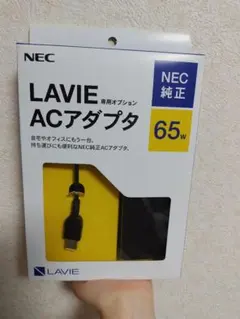 NEC
NEC
純正
LAVIE 専用オプション
ACアダプタ
65W
自宅やオフィスにもう一台。
持ち運びにも便利なNEC純正ACアダプタ。
LAVIE